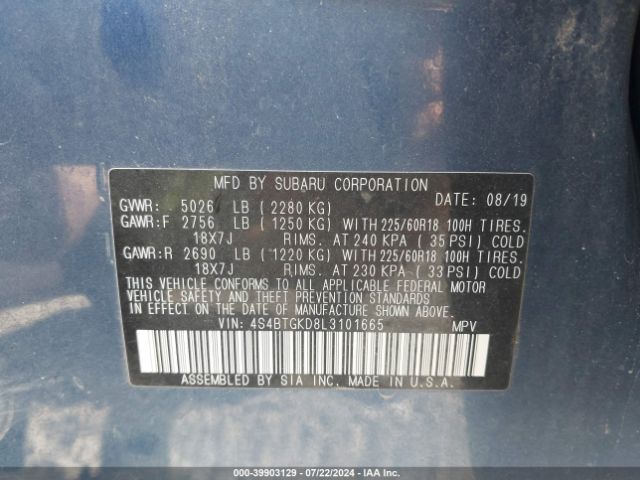 MFD BY SUBARU CORPORATION
GVWR: 5026 LB ( 2280 KG) DATE: 08/19
GAWR:F 2756 LB ( 1250 KG) WITH 225/60R18 100H TIRES.
18X7J RIMS. AT 240 KPA ( 35 PSI) COLD
GAWR:R 2690 LB ( 1220 KG) WITH 225/60R18 100H TIRES.
18X7J RIMS. AT 230 KPA ( 33 PSI) COLD
THIS VEHICLE CONFORMS TO ALL APPLICABLE FEDERAL MOTOR
VEHICLE SAFETY AND THEFT PREVENTION STANDARDS
IN EFFECT ON THE DATE OF MANUFACTURE SHOWN ABOVE.
VIN: 4S4BTGKD8L3101665 MPV
ASSEMBLED BY SIA INC. MADE IN U.S.A.
000-39903129 - 07/22/2024 - IAA Inc.